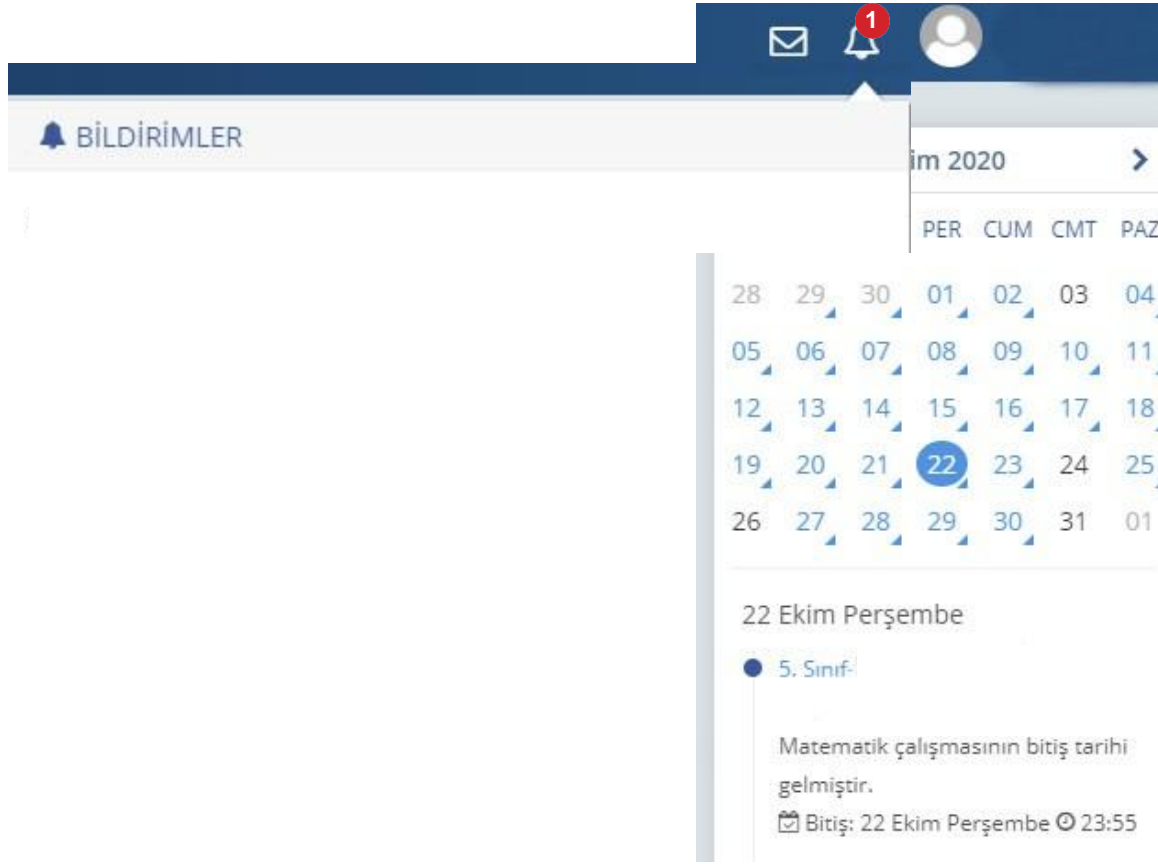 1
BİLDİRİMLER
im 2020
PER CUM CMT PAZ
28 29 30 01 02 03 04
05 06 07 08 09 10 11
12 13 14 15 16 17 18
19 20 21 22 23 24 25
26 27 28 29 30 31 01
22 Ekim Perşembe
5. Sınıf-
Matematik çalışmasının bitiş tarihi
gelmiştir.
Bitiş: 22 Ekim Perşembe 23:55